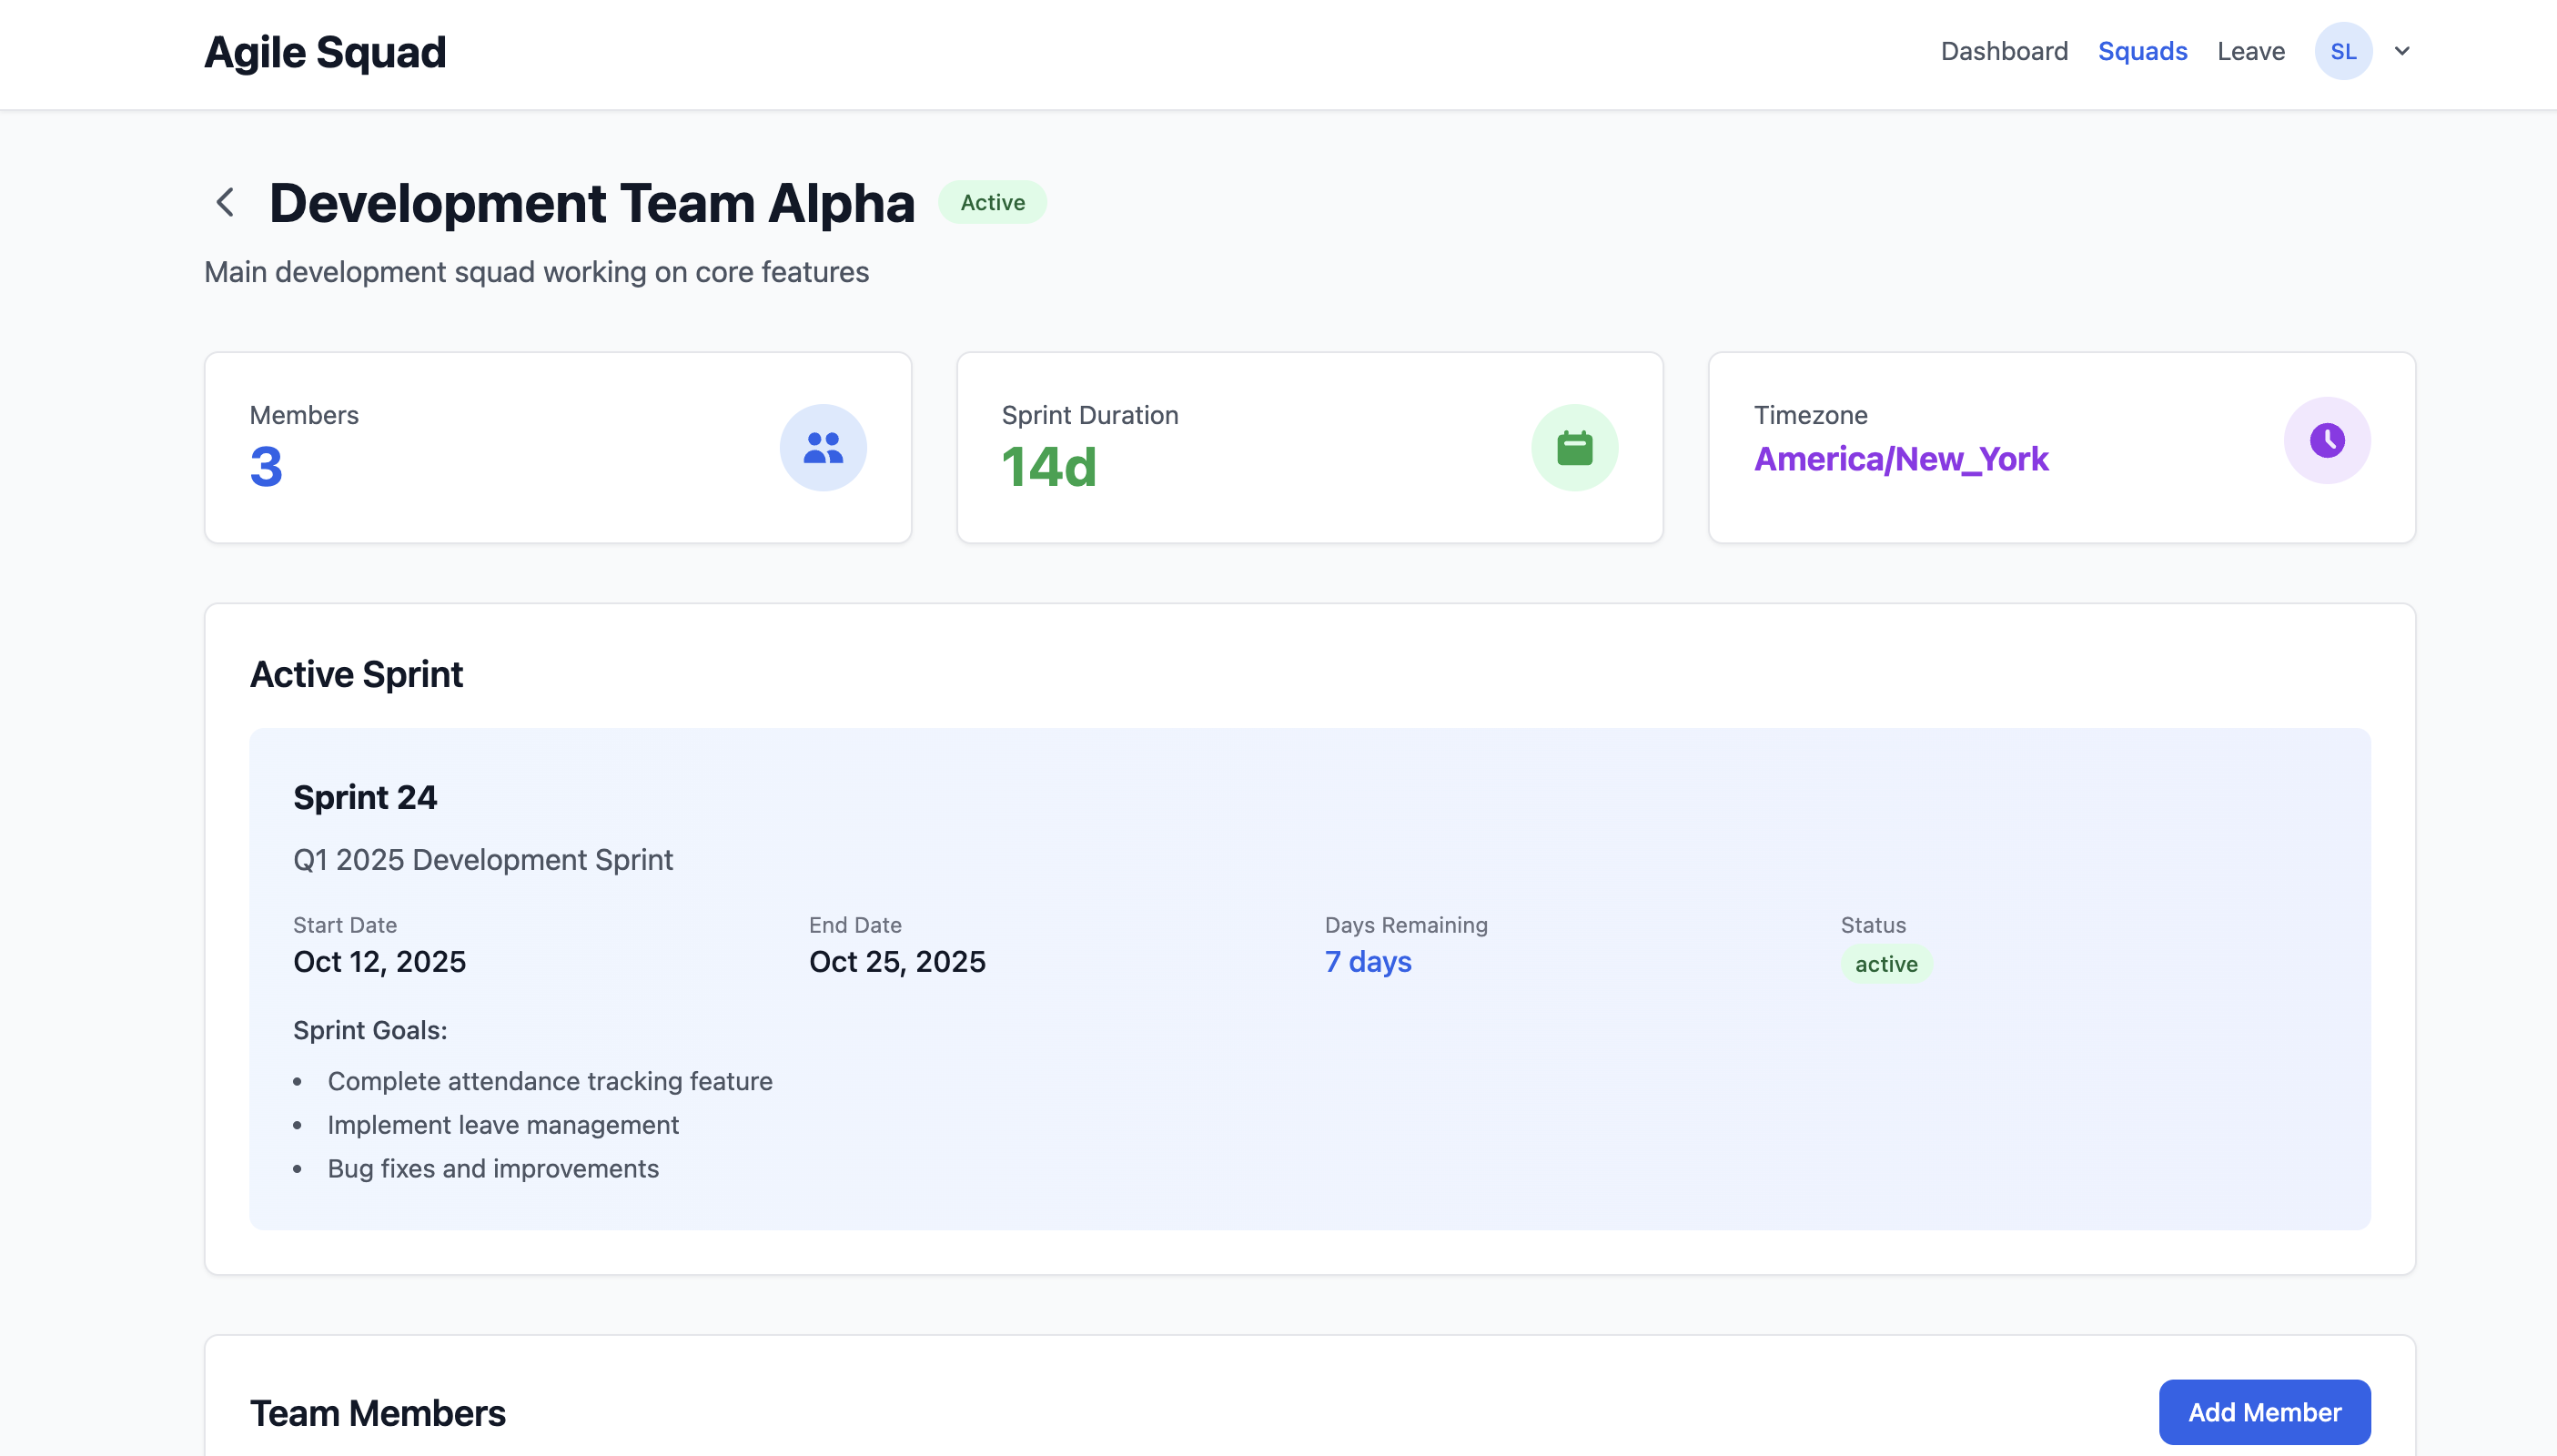 Agile Squad
Dashboard Squads Leave SL
Development Team Alpha Active
Main development squad working on core features
Members
3
Sprint Duration
14d
Timezone
America/New_York
Active Sprint
Sprint 24
Q1 2025 Development Sprint
Start Date
Oct 12, 2025
End Date
Oct 25, 2025
Days Remaining
7 days
Status
active
Sprint Goals:
• Complete attendance tracking feature
• Implement leave management
• Bug fixes and improvements
Team Members
Add Member